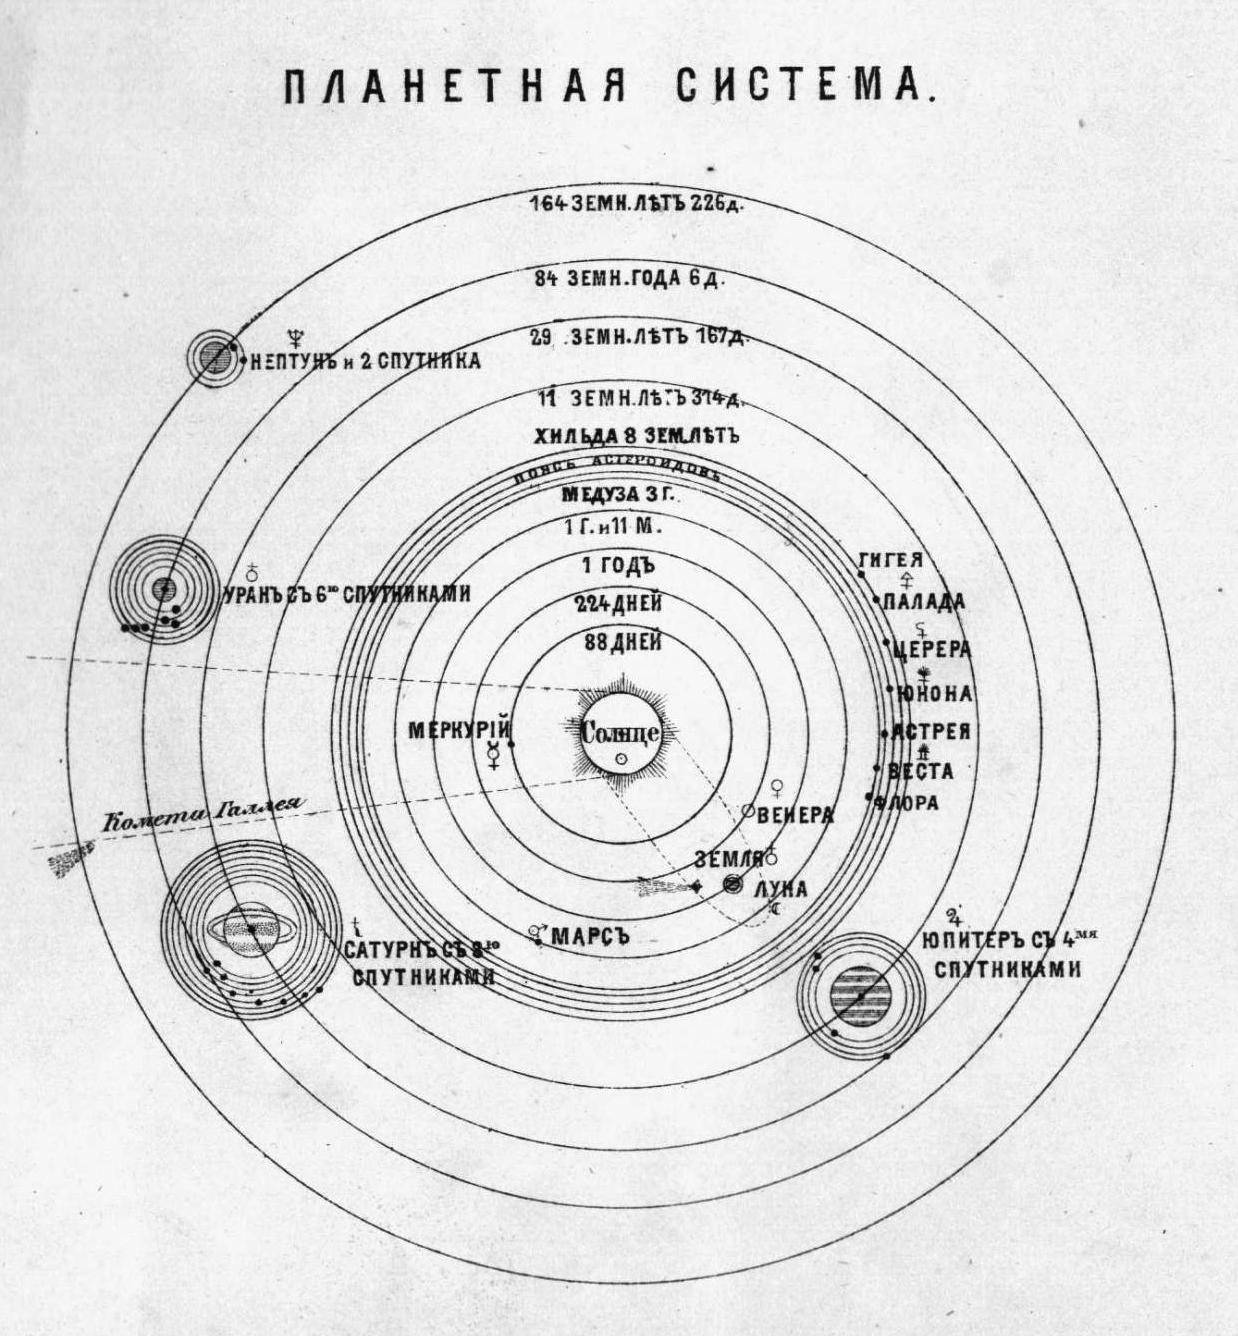 ПЛАНЕТНАЯ СИСТЕМА.
164 ЗЕМН.ЛѢТЪ 226д.
84 ЗЕМН.ГОДА 6 Д.
29 ЗЕМН.ЛѢТЪ 167д.
НЕПТУНЪ и 2 СПУТНИКА
11 ЗЕМН.ЛѢТЪ 314д.
ХИЛЬДА 8 ЗЕМ.ЛѢТЪ
ПОЯСЪ АСТЕРОИДОВЪ
МЕДУЗА 3 Г.
1 Г. и 11 М.
1 ГОДЪ
ГИГЕЯ
УРАНЪ СЪ 6ю СПУТНИКАМИ
224 ДНЕЙ
ПАЛАДА
88 ДНЕЙ
ЦЕРЕРА
ЮНОНА
МЕРКУРІЙ
Солнце
АСТРЕЯ
ВЕСТА
ФЛОРА
Комета Галлея
ВЕНЕРА
ЗЕМЛЯ
ЛУНА
МАРСЪ
САТУРНЪ СЪ 8ю
СПУТНИКАМИ
ЮПИТЕРЪ СЪ 4мя
СПУТНИКАМИ